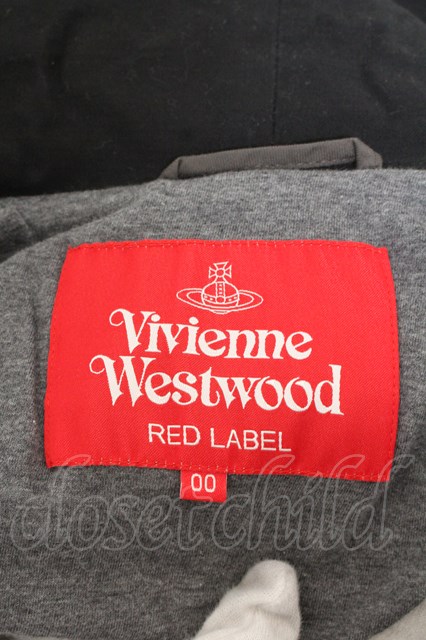 Vivienne
Westwood
RED LABEL
00
closetchild